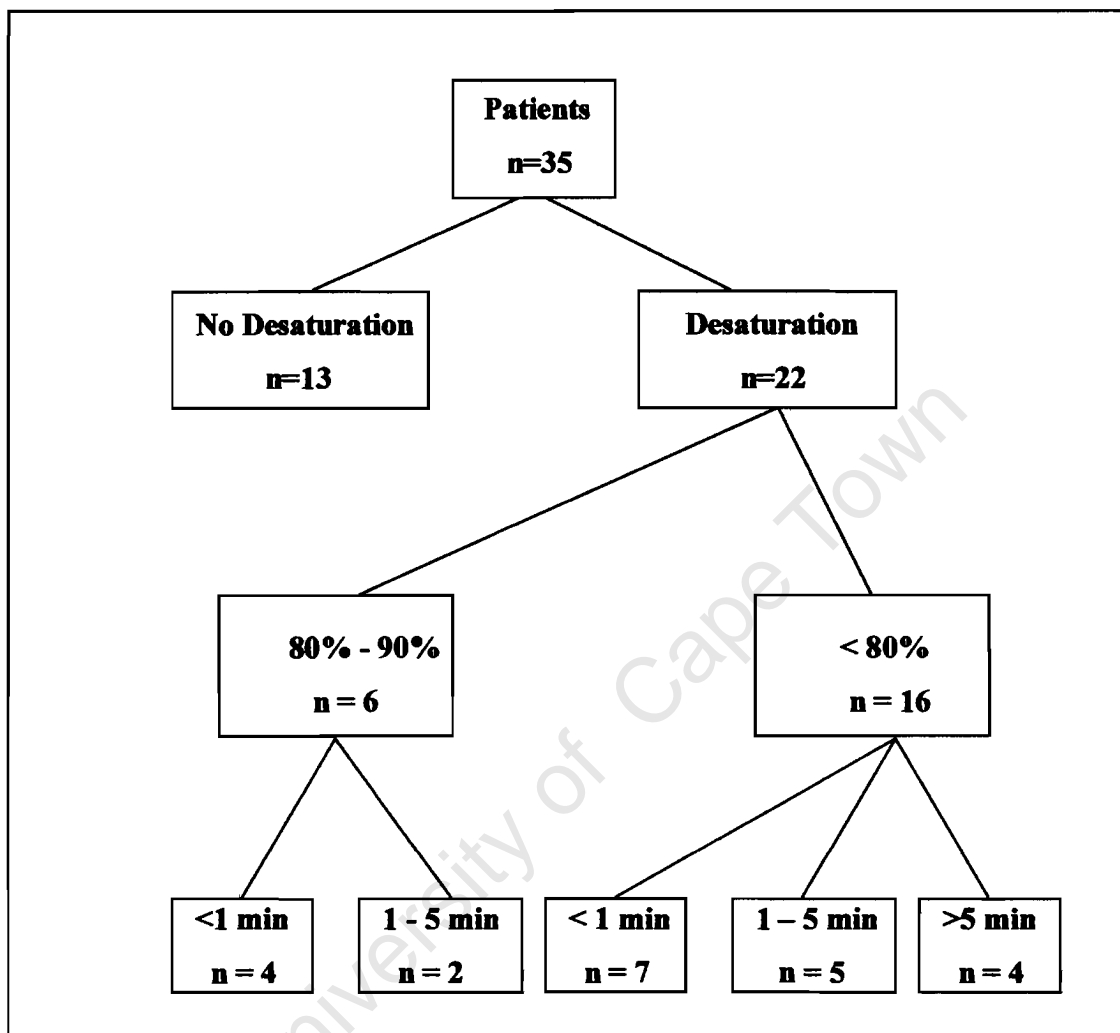 Patients
n=35
No Desaturation
n=13
Desaturation
n=22
80% - 90%
n = 6
< 80%
n = 16
<1 min
n = 4
1 - 5 min
n = 2
< 1 min
n = 7
1 – 5 min
n = 5
>5 min
n = 4
University of Cape Town